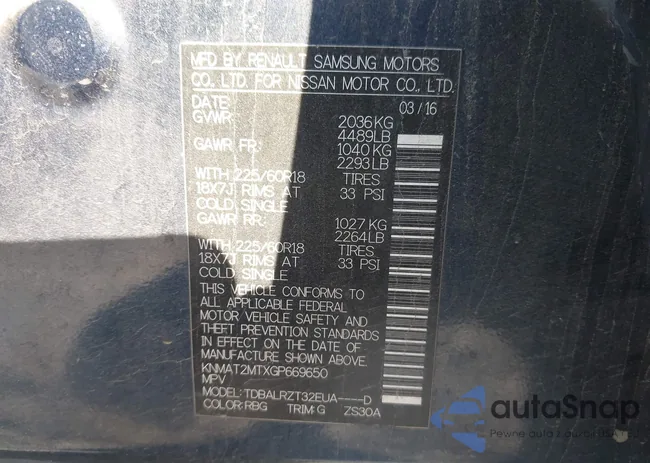 MFD BY RENAULT SAMSUNG MOTORS
CO., LTD. FOR NISSAN MOTOR CO., LTD.
DATE 03/16
GVWR: 2036KG
4489LB
GAWR FR: 1040KG
2293LB
WITH 225/60R18 TIRES
18X7J RIMS AT 33 PSI
COLD SINGLE
GAWR RR: 1027KG
2264LB
WITH 225/60R18 TIRES
18X7J RIMS AT 33 PSI
COLD SINGLE
THIS VEHICLE CONFORMS TO
ALL APPLICABLE FEDERAL
MOTOR VEHICLE SAFETY AND
THEFT PREVENTION STANDARDS
IN EFFECT ON THE DATE OF
MANUFACTURE SHOWN ABOVE
KNMAT2MTXGP669650
MPV
MODEL:TDBALRZT32EUA----D
COLOR:RBG TRIM:G ZS30A
autoSnap
Pewne auta z aukcji USA